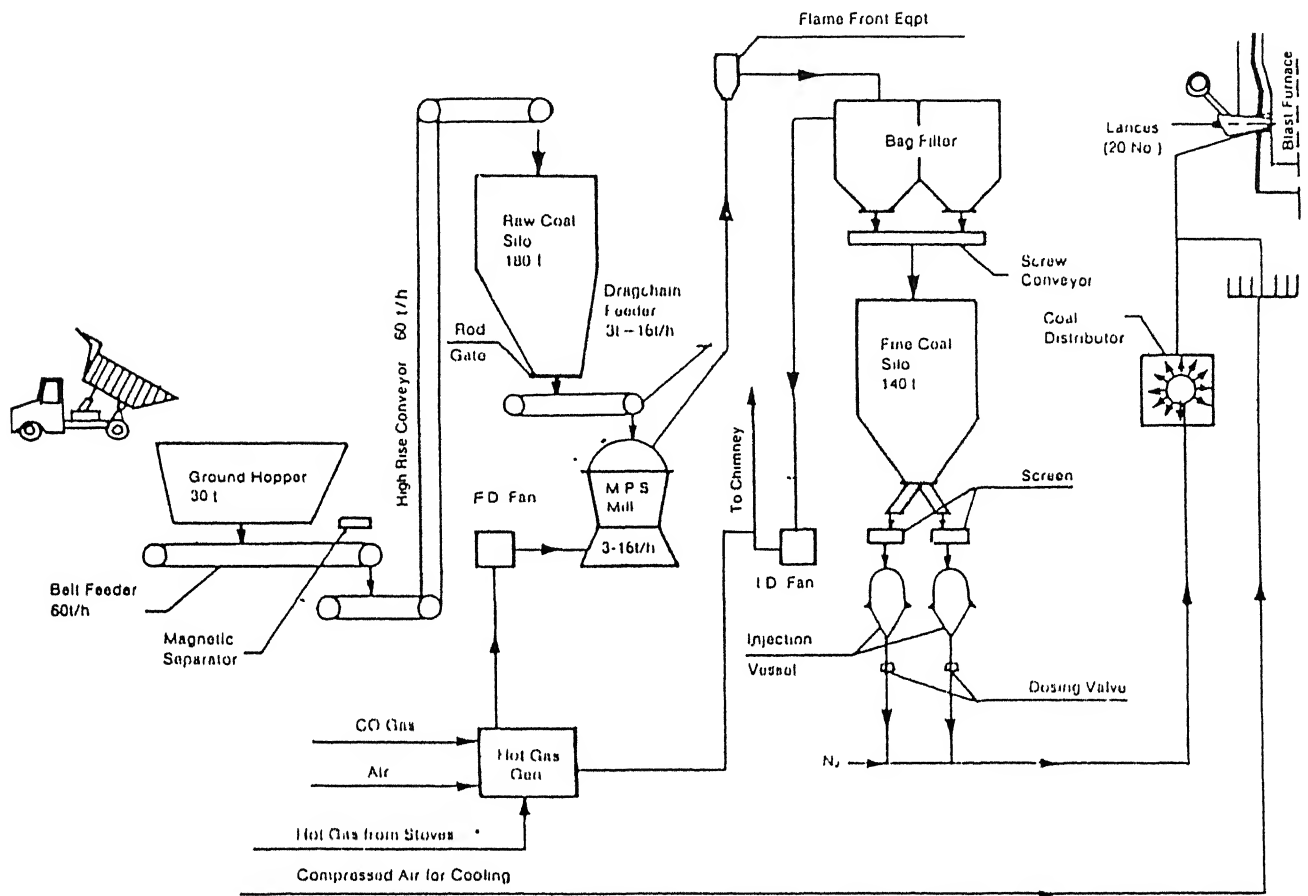 Flame Front Eqpt
Blast Furnace
Lances
(20 No)
Bag Filter
Screw
Conveyor
Raw Coal
Silo
180 t
Dragchain
Feeder
3t – 16t/h
Rod
Gate
High Rise Conveyor 60 t/h
Coal
Distributor
Fine Coal
Silo
140 t
Ground Hopper
30 t
F D Fan
M P S
Mill
3-16t/h
To Chimney
Screen
I D Fan
Belt Feeder
60t/h
Magnetic
Separator
Injection
Vessel
Dosing Valve
CO Gas
Hot Gas
Gen
Air
N₂
Hot Gas from Stoves
Compressed Air for Cooling